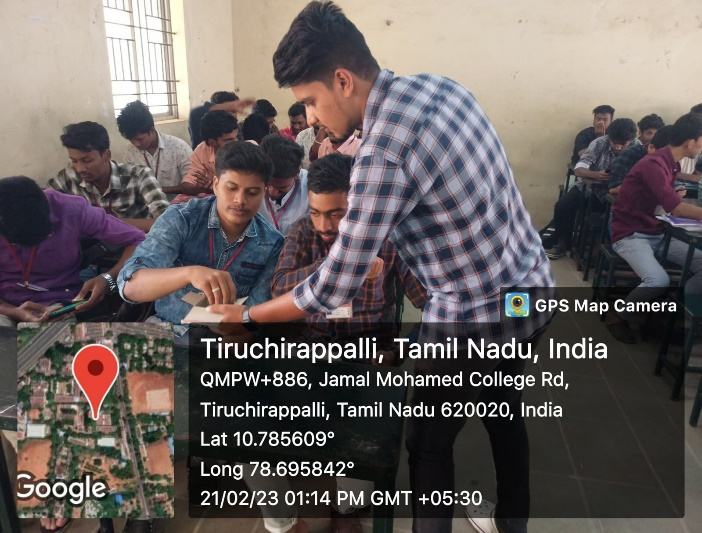 GPS Map Camera
Tiruchirappalli, Tamil Nadu, India
QMPW+886, Jamal Mohamed College Rd,
Tiruchirappalli, Tamil Nadu 620020, India
Lat 10.785609°
Long 78.695842°
21/02/23 01:14 PM GMT +05:30
Google